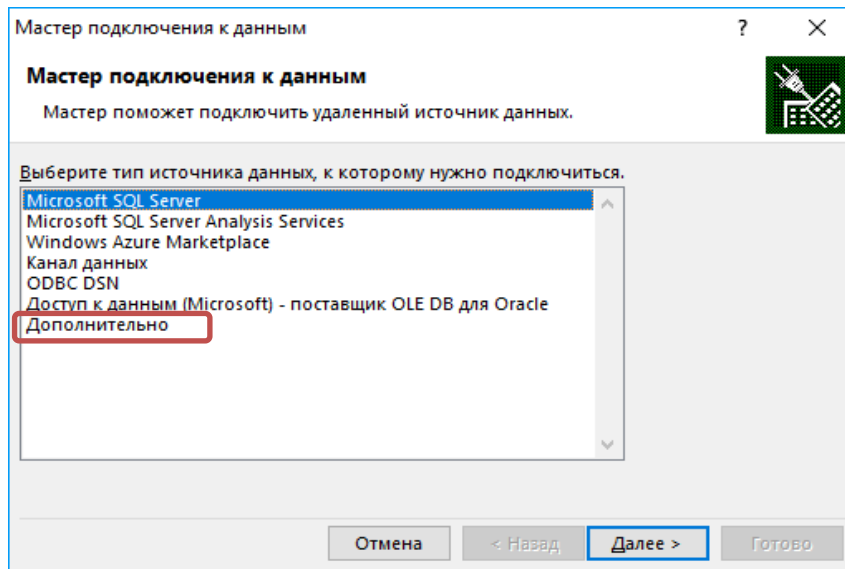 Мастер подключения к данным ?
Мастер подключения к данным
Мастер поможет подключить удаленный источник данных.
Выберите тип источника данных, к которому нужно подключиться.
Microsoft SQL Server
Microsoft SQL Server Analysis Services
Windows Azure Marketplace
Канал данных
ODBC DSN
Доступ к данным (Microsoft) - поставщик OLE DB для Oracle
Дополнительно
Отмена < Назад Далее > Готово